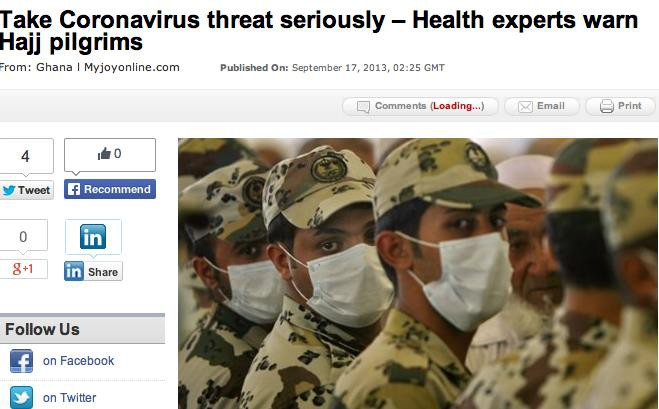 Take Coronavirus threat seriously – Health experts warn
Hajj pilgrims
From: Ghana l Myjoyonline.com
Published On: September 17, 2013, 02:25 GMT
Comments (Loading...)
Email
Print
4
0
Tweet
f Recommend
0
in
g+1
in Share
Follow Us
f on Facebook
on Twitter